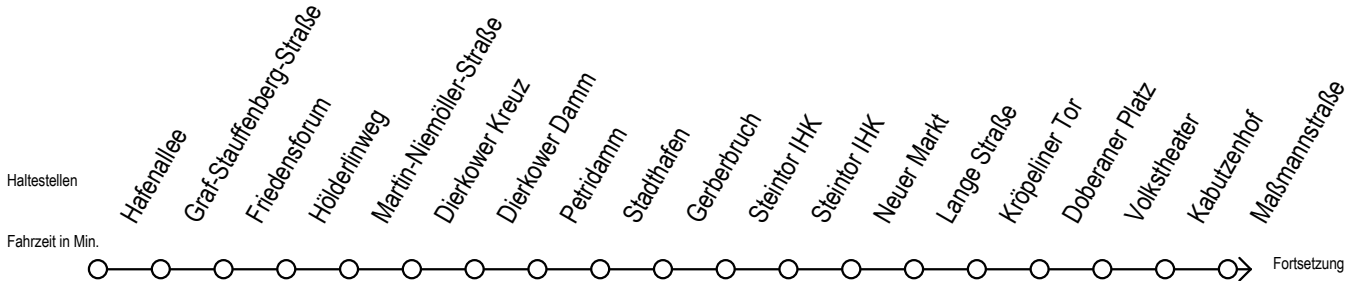 Haltestellen
Hafenallee
Graf-Stauffenberg-Straße
Friedensforum
Hölderlinweg
Martin-Niemöller-Straße
Dierkower Kreuz
Dierkower Damm
Petridamm
Stadthafen
Gerberbruch
Steintor IHK
Steintor IHK
Neuer Markt
Lange Straße
Kröpeliner Tor
Doberaner Platz
Volkstheater
Kabutzenhof
Maßmannstraße
Fahrzeit in Min.
Fortsetzung